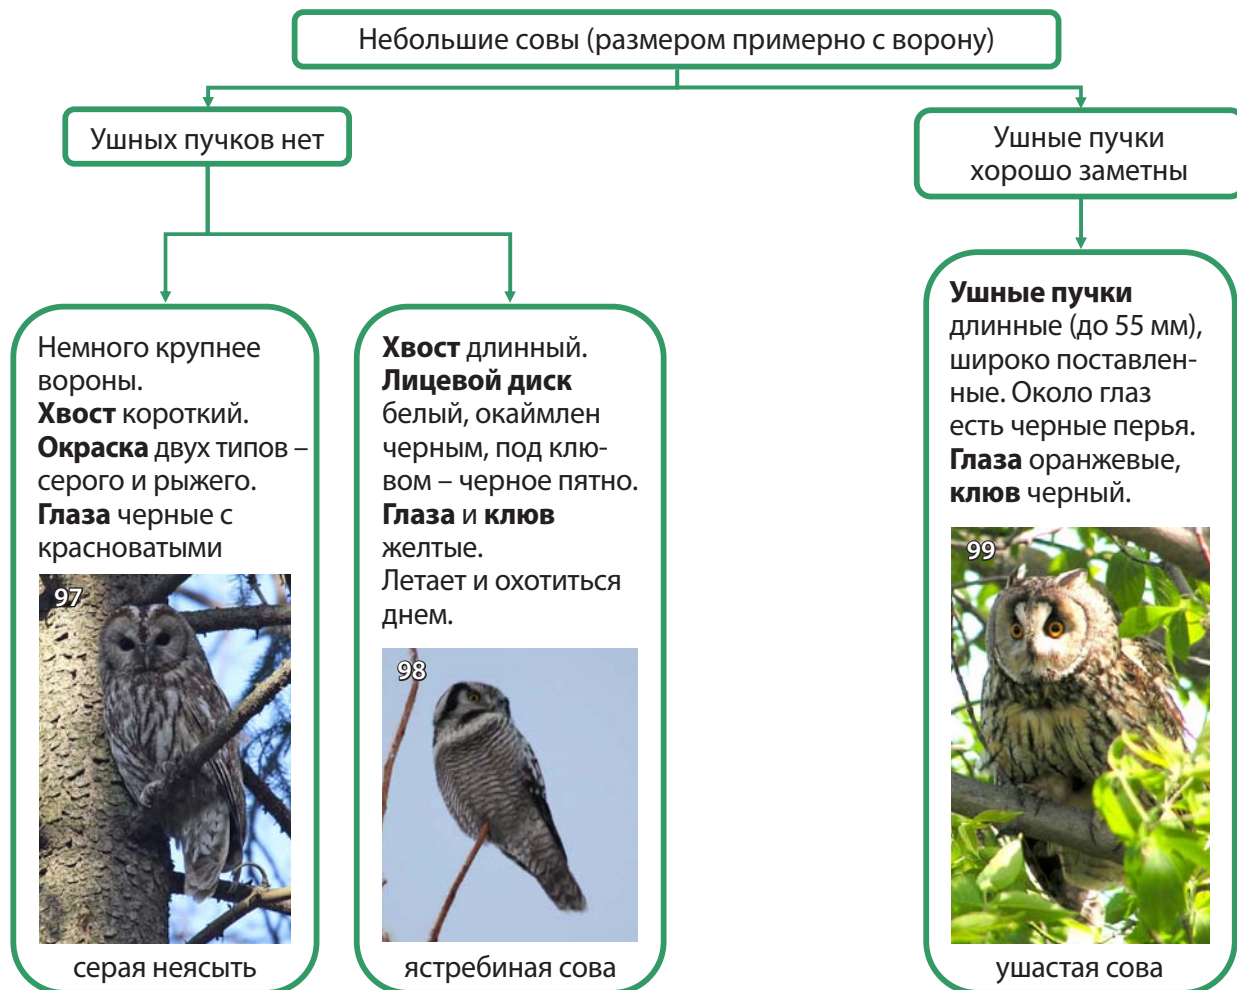 Небольшие совы (размером примерно с ворону)
Ушных пучков нет
Ушные пучки
хорошо заметны
Немного крупнее
вороны.
Хвост короткий.
Окраска двух типов –
серого и рыжего.
Глаза черные с
красноватыми
97
серая неясыть
Хвост длинный.
Лицевой диск
белый, окаймлен
черным, под клю-
вом – черное пятно.
Глаза и клюв
желтые.
Летает и охотиться
днем.
98
ястребиная сова
Ушные пучки
длинные (до 55 мм),
широко поставлен-
ные. Около глаз
есть черные перья.
Глаза оранжевые,
клюв черный.
99
ушастая сова